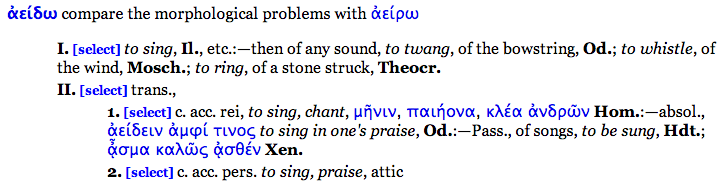 ἀείδω compare the morphological problems with ἀείρω
I. [select] to sing, Il., etc.:—then of any sound, to twang, of the bowstring, Od.; to whistle, of
the wind, Mosch.; to ring, of a stone struck, Theocr.
II. [select] trans.,
1. [select] c. acc. rei, to sing, chant, μῆνιν, παιήονα, κλέα ἀνδρῶν Hom.:—absol.,
ἀείδειν ἀμφί τινος to sing in one's praise, Od.:—Pass., of songs, to be sung, Hdt.;
ᾆσμα καλῶς ᾀσθέν Xen.
2. [select] c. acc. pers. to sing, praise, attic